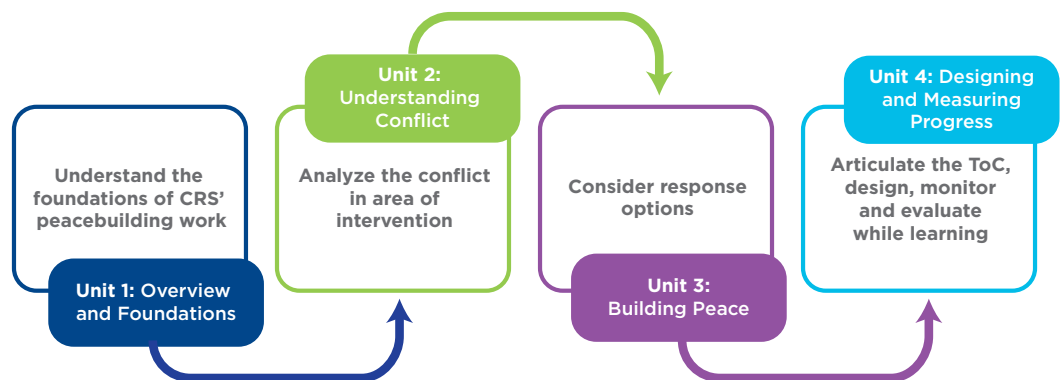 Understand the
foundations of CRS’
peacebuilding work
Unit 1: Overview
and Foundations
Unit 2:
Understanding
Conflict
Analyze the conflict
in area of
intervention
Consider response
options
Unit 3:
Building Peace
Unit 4: Designing
and Measuring
Progress
Articulate the ToC,
design, monitor
and evaluate
while learning